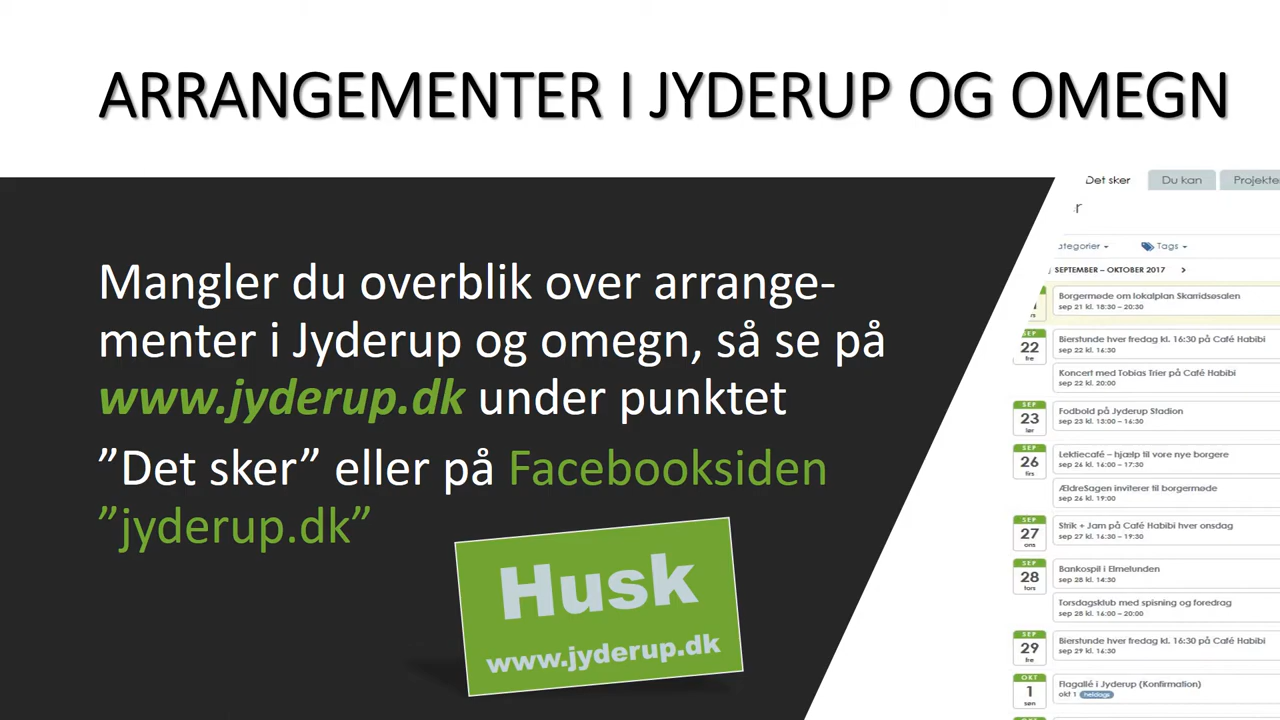 ARRANGEMENTER I JYDERUP OG OMEGN
Mangler du overblik over arrange-
menter i Jyderup og omegn, så se på
www.jyderup.dk under punktet
”Det sker” eller på Facebooksiden
”jyderup.dk”
Husk
www.jyderup.dk
Det sker
Du kan
Projekte
r
ategorier
Tags
SEPTEMBER – OKTOBER 2017
Borgermøde om lokalplan Skarridsøsalen
sep 21 kl. 18:30 – 20:30
SEP
22
fre
Bierstunde hver fredag kl. 16:30 på Café Habibi
sep 22 kl. 16:30
Koncert med Tobias Trier på Café Habibi
sep 22 kl. 20:00
SEP
23
lør
Fodbold på Jyderup Stadion
sep 23 kl. 13:00 – 16:30
SEP
26
tirs
Lektiecafé – hjælp til vore nye borgere
sep 26 kl. 16:00 – 17:30
ÆldreSagen inviterer til borgermøde
sep 26 kl. 19:00
SEP
27
ons
Strik + Jam på Café Habibi hver onsdag
sep 27 kl. 16:30 – 19:30
SEP
28
tors
Bankospil i Elmelunden
sep 28 kl. 14:30
Torsdagsklub med spisning og foredrag
sep 28 kl. 16:00 – 20:00
SEP
29
fre
Bierstunde hver fredag kl. 16:30 på Café Habibi
sep 29 kl. 16:30
OKT
1
søn
Flagallé i Jyderup (Konfirmation)
okt 1 heldags